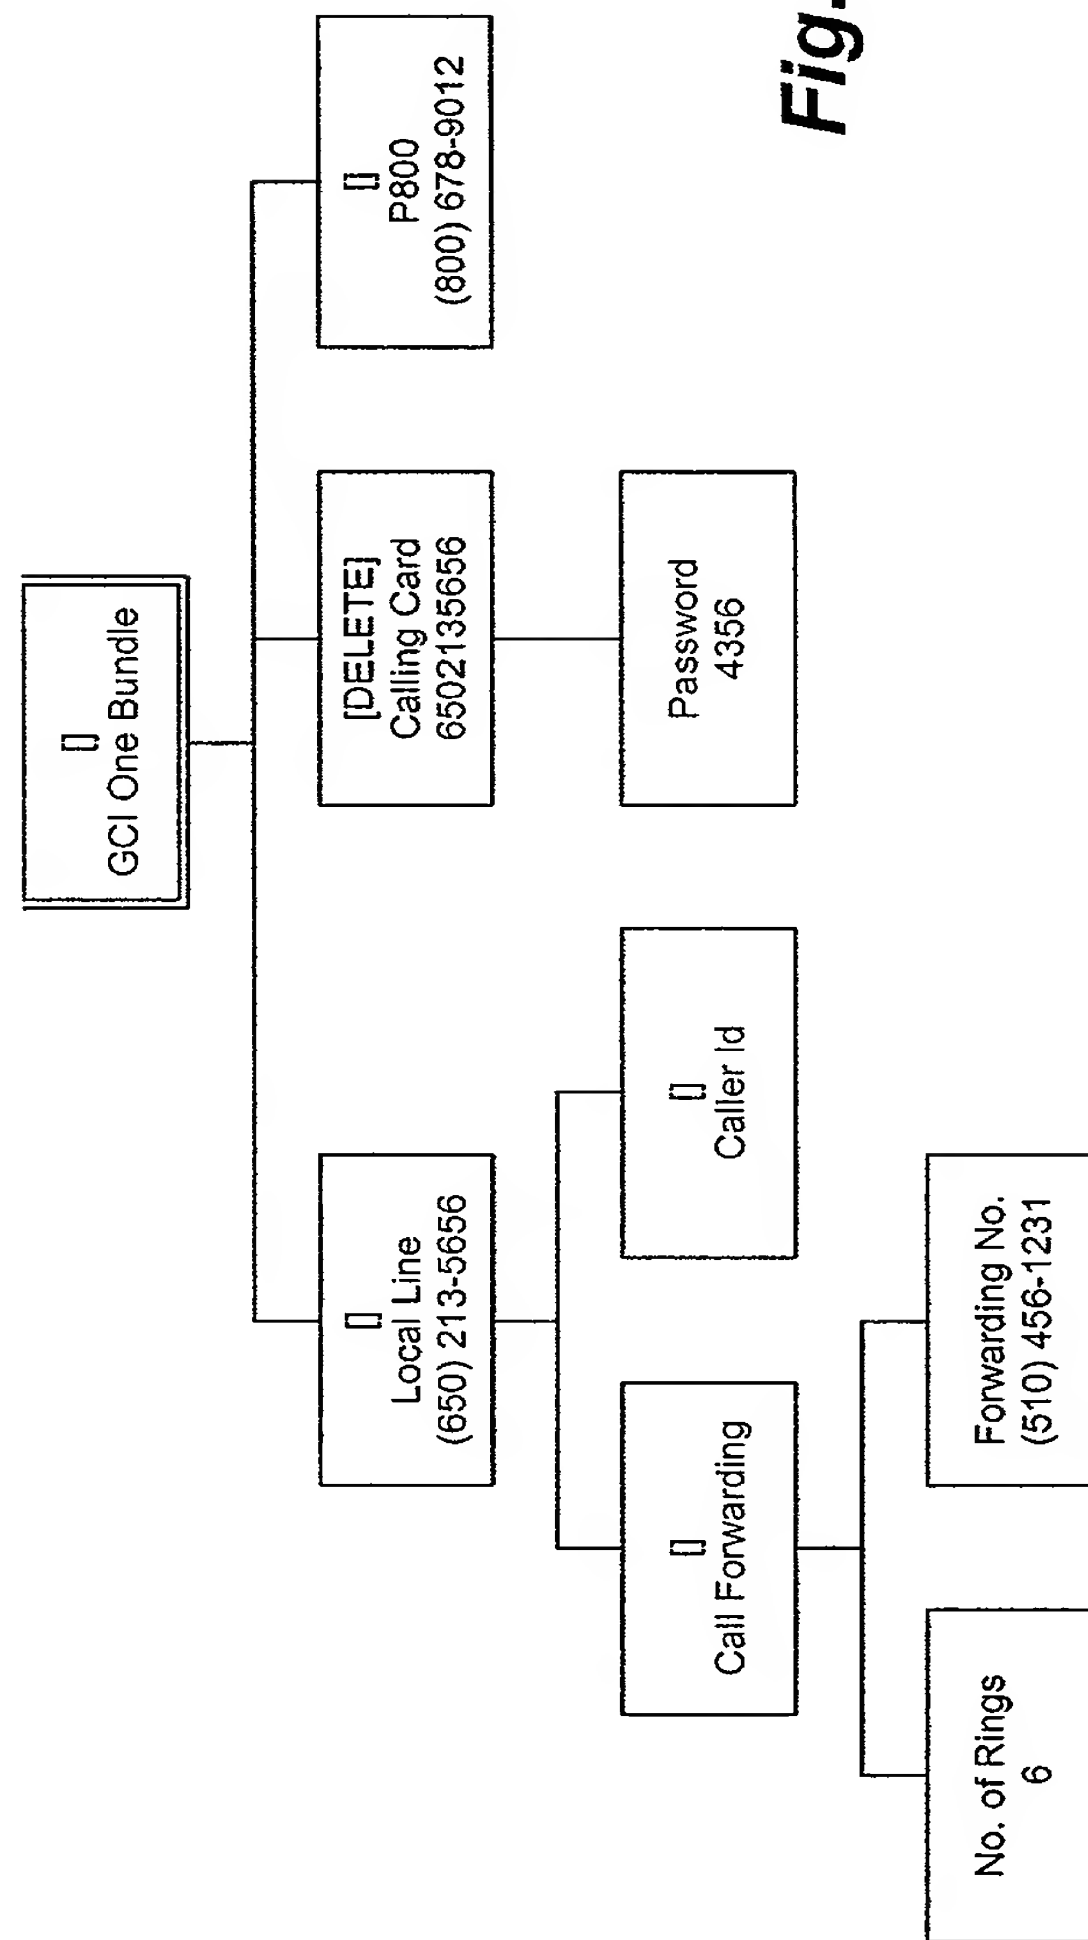 []
GCI One Bundle
[]
Local Line
(650) 213-5656
[DELETE]
Calling Card
6502135656
[]
P800
(800) 678-9012
[]
Call Forwarding
[]
Caller Id
Password
4356
No. of Rings
6
Forwarding No.
(510) 456-1231
Fig.